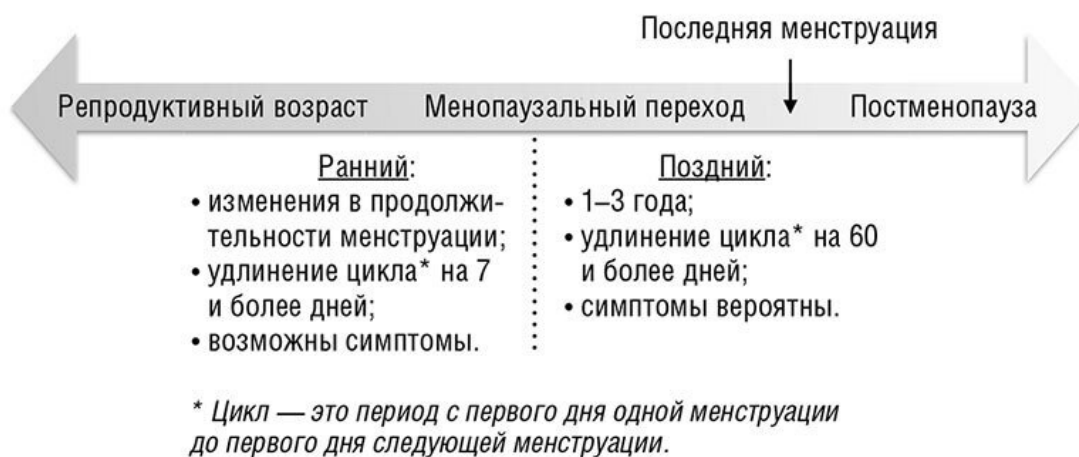 Последняя менструация
Репродуктивный возраст
Менопаузальный переход
Постменопауза
Ранний:
• изменения в продолжи-
тельности менструации;
• удлинение цикла* на 7
и более дней;
• возможны симптомы.
Поздний:
• 1–3 года;
• удлинение цикла* на 60
и более дней;
• симптомы вероятны.
* Цикл — это период с первого дня одной менструации
до первого дня следующей менструации.